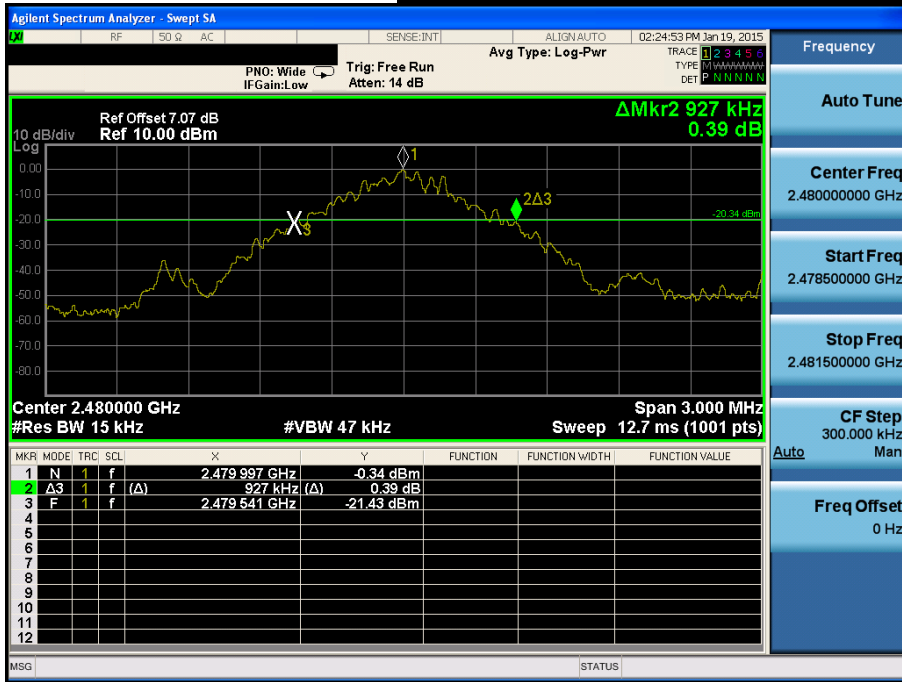 Agilent Spectrum Analyzer - Swept SA
LXI RF 50 Ω AC SENSE:INT ALIGN AUTO 02:24:53 PM Jan 19, 2015
Avg Type: Log-Pwr
TRACE 1 2 3 4 5 6
TYPE M WWWWW
DET P N N N N N
PNO: Wide
IFGain:Low
Trig: Free Run
Atten: 14 dB
ΔMkr2 927 kHz
0.39 dB
Ref Offset 7.07 dB
Ref 10.00 dBm
10 dB/div
Log
0.00
-10.0
-20.0
-30.0
-40.0
-50.0
-60.0
-70.0
-80.0
1
2Δ3
3
-20.34 dBm
Center 2.480000 GHz
Span 3.000 MHz
#Res BW 15 kHz
#VBW 47 kHz
Sweep 12.7 ms (1001 pts)
MKR MODE TRC SCL X Y FUNCTION FUNCTION WIDTH FUNCTION VALUE
1 N 1 f 2.479 997 GHz -0.34 dBm
2 Δ3 1 f (Δ) 927 kHz (Δ) 0.39 dB
3 F 1 f 2.479 541 GHz -21.43 dBm
4
5
6
7
8
9
10
11
12
MSG STATUS
Frequency
Auto Tune
Center Freq
2.480000000 GHz
Start Freq
2.478500000 GHz
Stop Freq
2.481500000 GHz
CF Step
300.000 kHz
Auto Man
Freq Offset
0 Hz